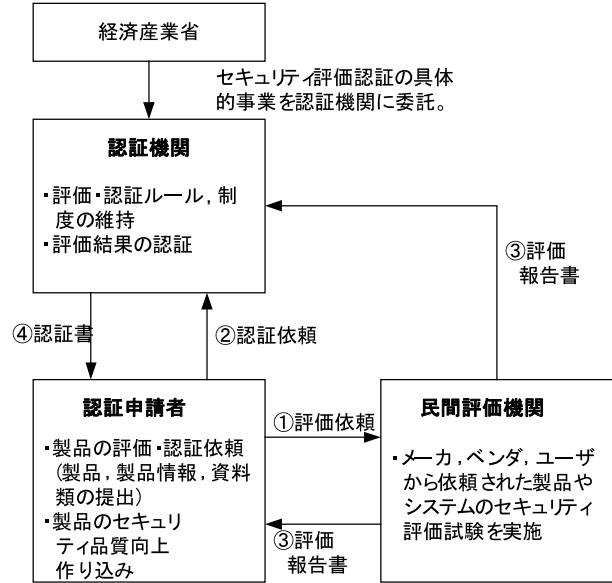 経済産業省
セキュリティ評価認証の具体
的事業を認証機関に委託。
認証機関
・評価・認証ルール，制
度の維持
・評価結果の認証
③評価
報告書
④認証書
②認証依頼
認証申請者
・製品の評価・認証依頼
(製品，製品情報，資料
類の提出)
・製品のセキュリ
ティ品質向上
作り込み
①評価依頼
③評価
報告書
民間評価機関
・メーカ，ベンダ，ユーザ
から依頼された製品や
システムのセキュリティ
評価試験を実施